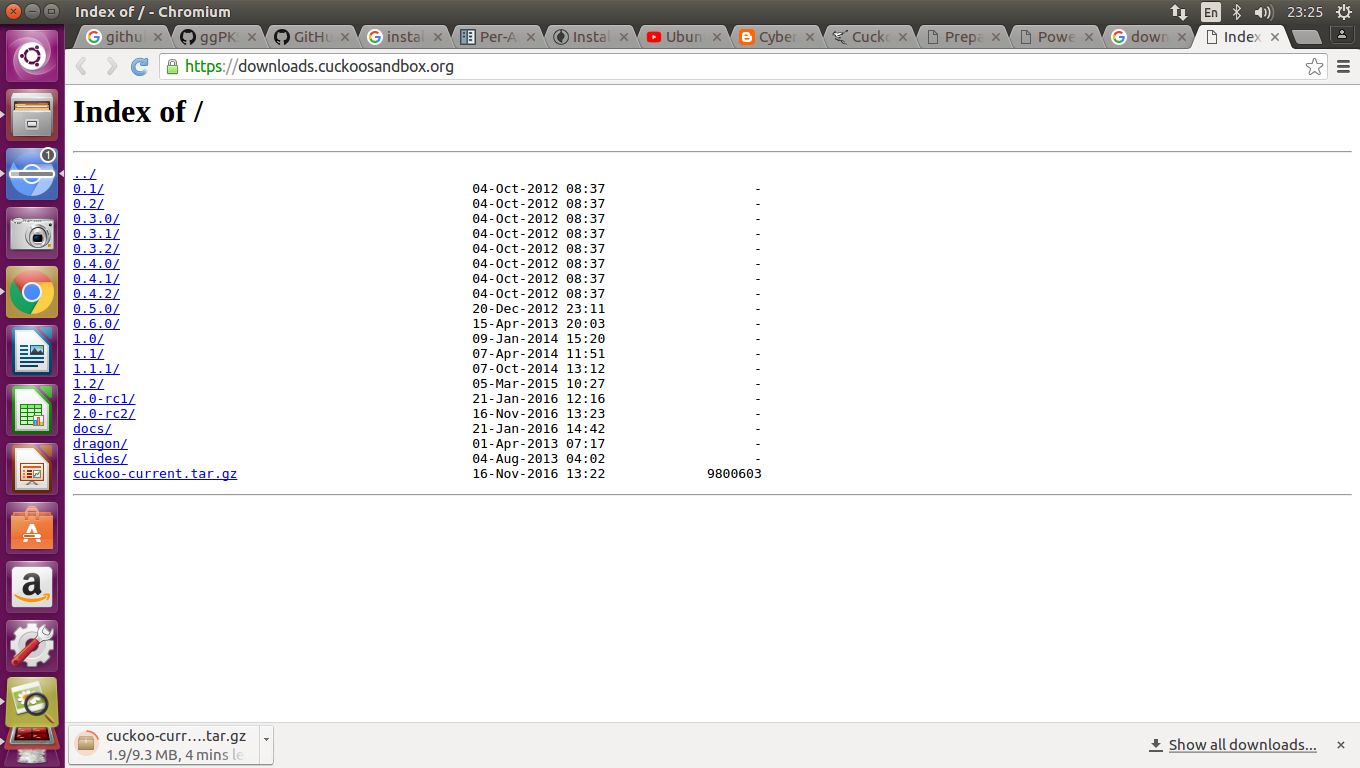 Index of / - Chromium
En
23:25
githu
ggPK
GitHU
instal
Per-A
Instal
Ubun
Cyber
Cucko
Prepa
Powe
down
Index
https://downloads.cuckoosandbox.org
Index of /
../
0.1/ 04-Oct-2012 08:37 -
0.2/ 04-Oct-2012 08:37 -
0.3.0/ 04-Oct-2012 08:37 -
0.3.1/ 04-Oct-2012 08:37 -
0.3.2/ 04-Oct-2012 08:37 -
0.4.0/ 04-Oct-2012 08:37 -
0.4.1/ 04-Oct-2012 08:37 -
0.4.2/ 04-Oct-2012 08:37 -
0.5.0/ 20-Dec-2012 23:11 -
0.6.0/ 15-Apr-2013 20:03 -
1.0/ 09-Jan-2014 15:20 -
1.1/ 07-Apr-2014 11:51 -
1.1.1/ 07-Oct-2014 13:12 -
1.2/ 05-Mar-2015 10:27 -
2.0-rc1/ 21-Jan-2016 12:16 -
2.0-rc2/ 16-Nov-2016 13:23 -
docs/ 21-Jan-2016 14:42 -
dragon/ 01-Apr-2013 07:17 -
slides/ 04-Aug-2013 04:02 -
cuckoo-current.tar.gz 16-Nov-2016 13:22 9800603
1
a
cuckoo-curr....tar.gz
1.9/9.3 MB, 4 mins le
Show all downloads...